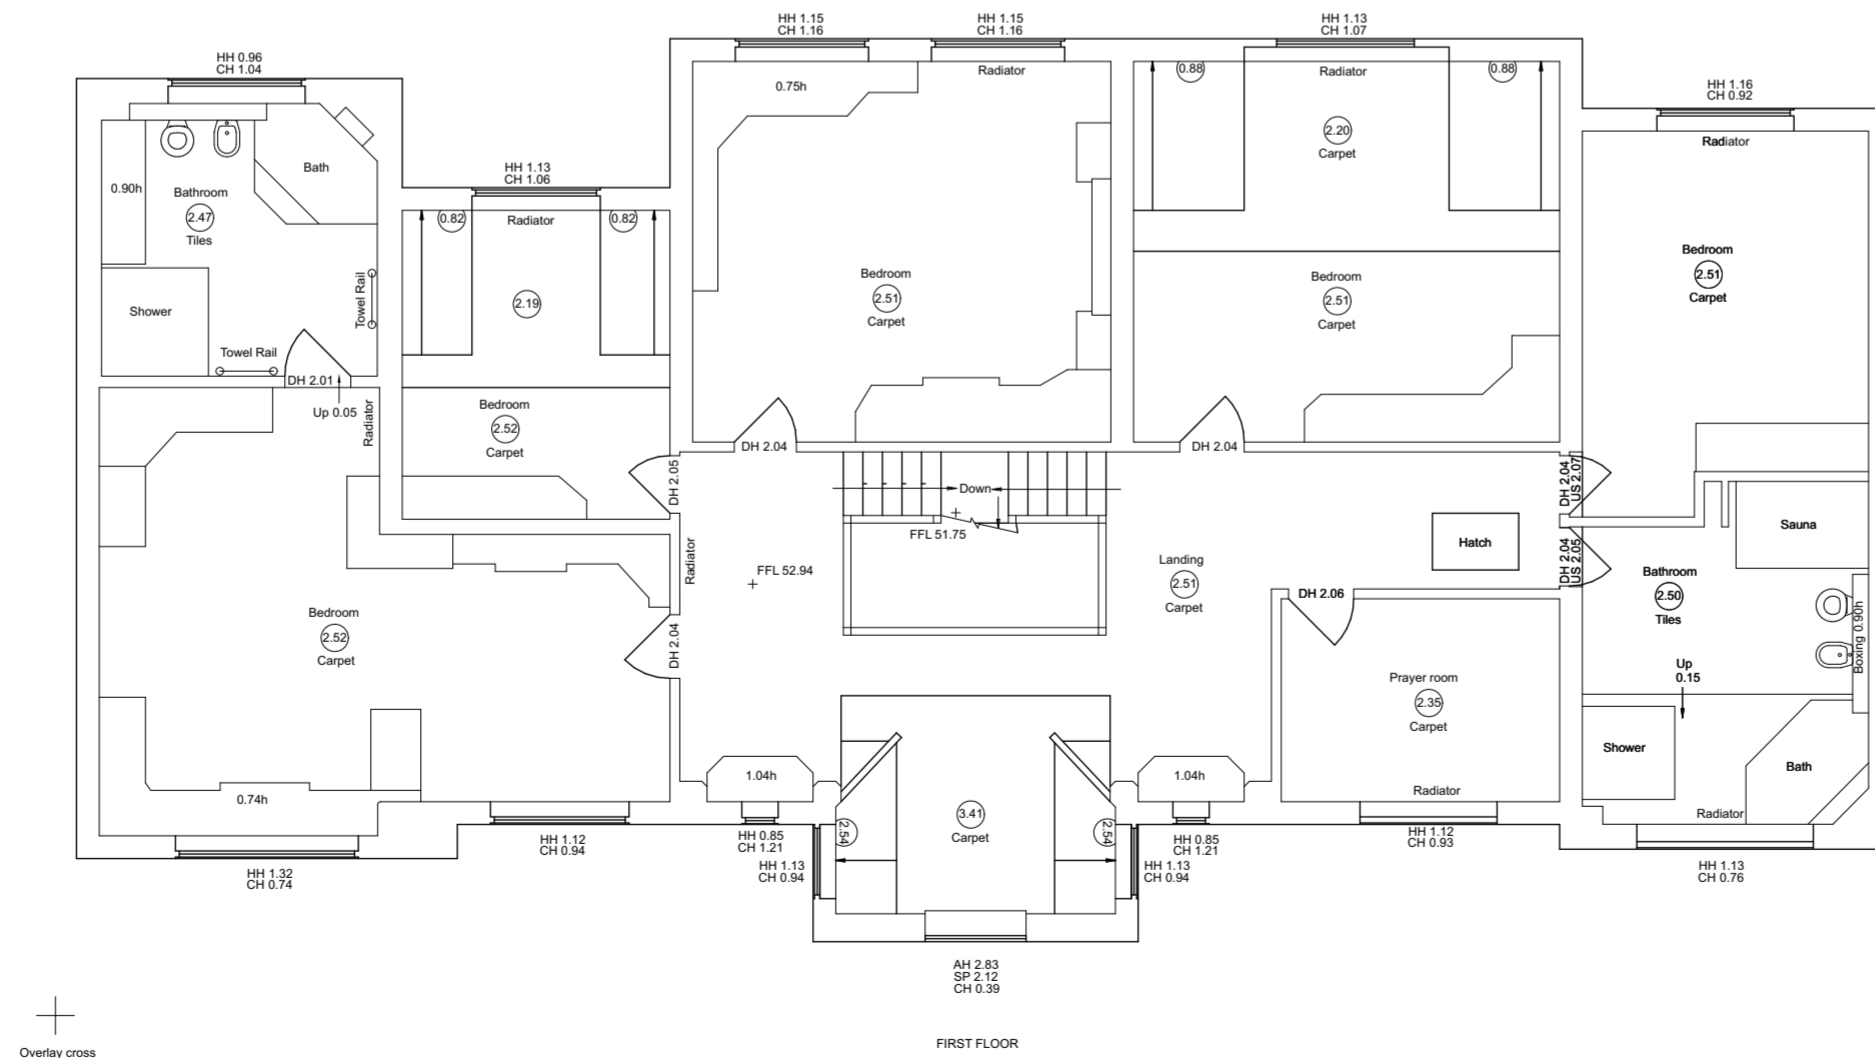 HH 1.15
CH 1.16
HH 1.15
CH 1.16
HH 1.13
CH 1.07
HH 0.96
CH 1.04
HH 1.16
CH 0.92
HH 1.13
CH 1.06
0.90h
Bathroom
2.47
Tiles
Bath
Shower
Towel Rail
Towel Rail
DH 2.01
Up 0.05
Radiator
0.82
Radiator
0.82
2.19
Bedroom
2.52
Carpet
DH 2.05
0.75h
Radiator
Bedroom
2.51
Carpet
DH 2.04
0.88
Radiator
0.88
2.20
Carpet
Bedroom
2.51
Carpet
DH 2.04
Radiator
Bedroom
2.51
Carpet
DH 2.04
US 2.07
Down
FFL 51.75
FFL 52.94
Radiator
Landing
2.51
Carpet
Hatch
DH 2.04
US 2.05
Sauna
Bathroom
2.50
Tiles
Boxing 0.90h
Up
0.15
Shower
Bath
Radiator
DH 2.06
Prayer room
2.35
Carpet
Radiator
Bedroom
2.52
Carpet
DH 2.04
0.74h
1.04h
1.04h
3.41
Carpet
2.54
2.54
HH 1.32
CH 0.74
HH 1.12
CH 0.94
HH 0.85
CH 1.21
HH 1.13
CH 0.94
HH 0.85
CH 1.21
HH 1.13
CH 0.94
HH 1.12
CH 0.93
HH 1.13
CH 0.76
AH 2.83
SP 2.12
CH 0.39
Overlay cross
FIRST FLOOR